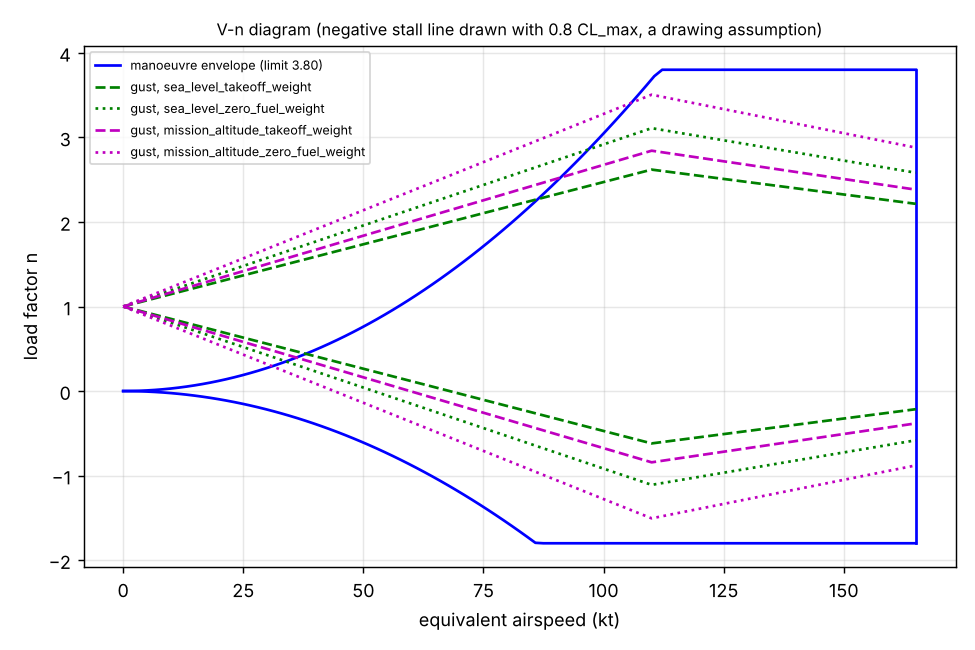 V-n diagram (negative stall line drawn with 0.8 CL_max, a drawing assumption)
manoeuvre envelope (limit 3.80)
gust, sea_level_takeoff_weight
gust, sea_level_zero_fuel_weight
gust, mission_altitude_takeoff_weight
gust, mission_altitude_zero_fuel_weight
load factor n
4
3
2
1
0
−1
−2
0 25 50 75 100 125 150
equivalent airspeed (kt)